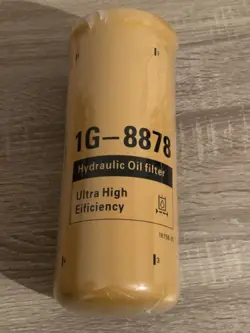 1G-8878
Hydraulic Oil filter
Ultra High
Eificiency